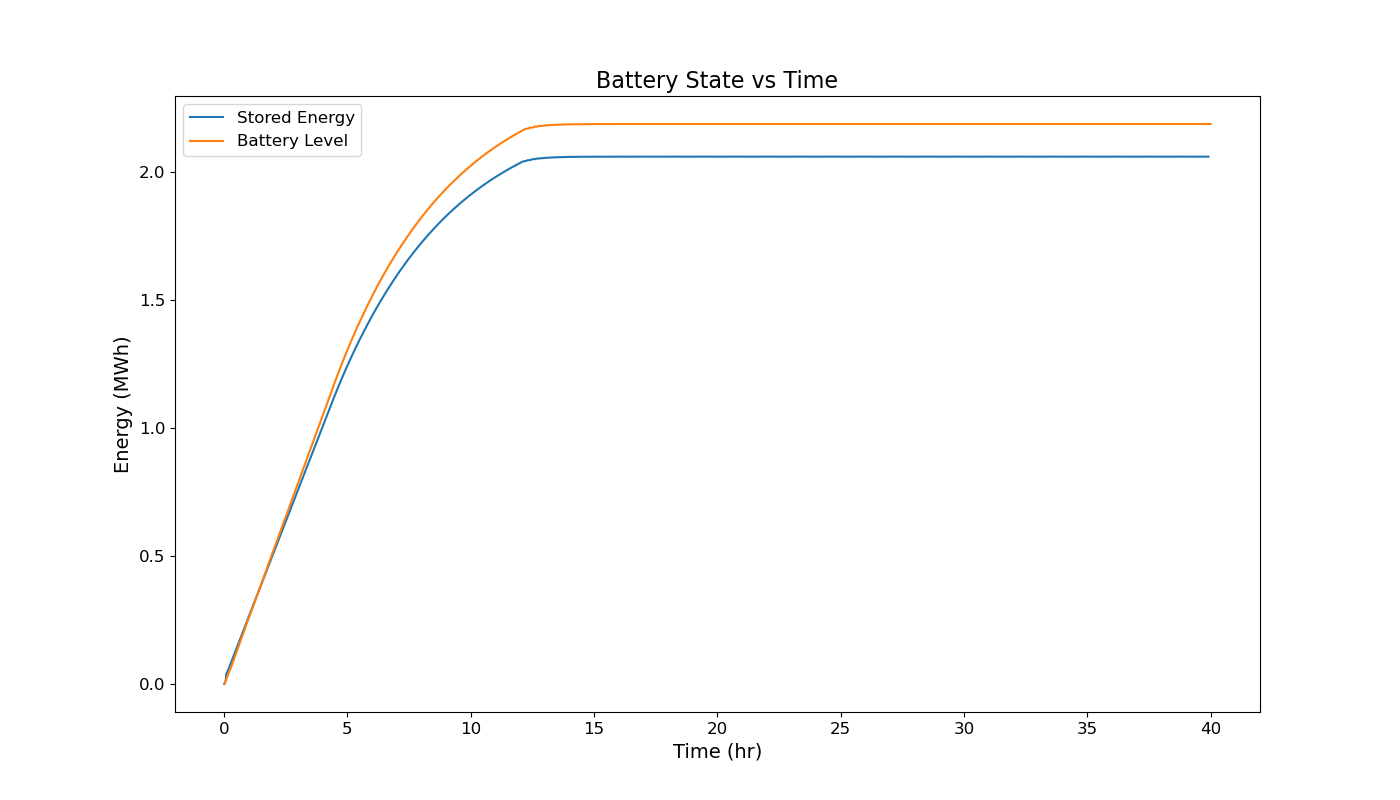 Battery State vs Time
Stored Energy
Battery Level
Energy (MWh)
2.0
1.5
1.0
0.5
0.0
0 5 10 15 20 25 30 35 40
Time (hr)